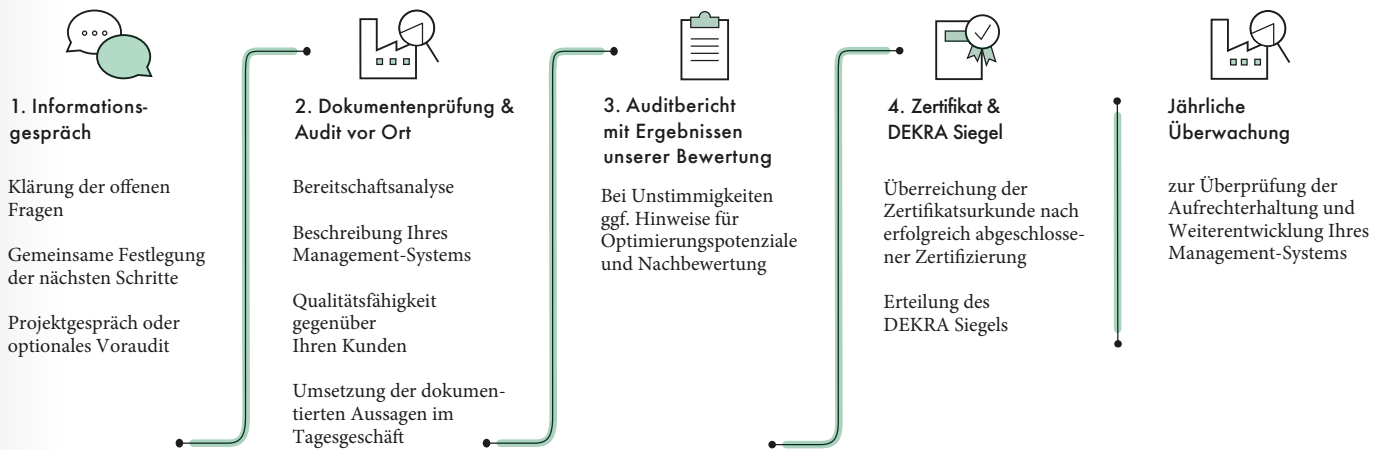 1. Informations-
gespräch
Klärung der offenen
Fragen
Gemeinsame Festlegung
der nächsten Schritte
Projektgespräch oder
optionales Voraudit
2. Dokumentenprüfung &
Audit vor Ort
Bereitschaftsanalyse
Beschreibung Ihres
Management-Systems
Qualitätsfähigkeit
gegenüber
Ihren Kunden
Umsetzung der dokumen-
tierten Aussagen im
Tagesgeschäft
3. Auditbericht
mit Ergebnissen
unserer Bewertung
Bei Unstimmigkeiten
ggf. Hinweise für
Optimierungspotenziale
und Nachbewertung
4. Zertifikat &
DEKRA Siegel
Überreichung der
Zertifikatsurkunde nach
erfolgreich abgeschlosse-
ner Zertifizierung
Erteilung des
DEKRA Siegels
Jährliche
Überwachung
zur Überprüfung der
Aufrechterhaltung und
Weiterentwicklung Ihres
Management-Systems